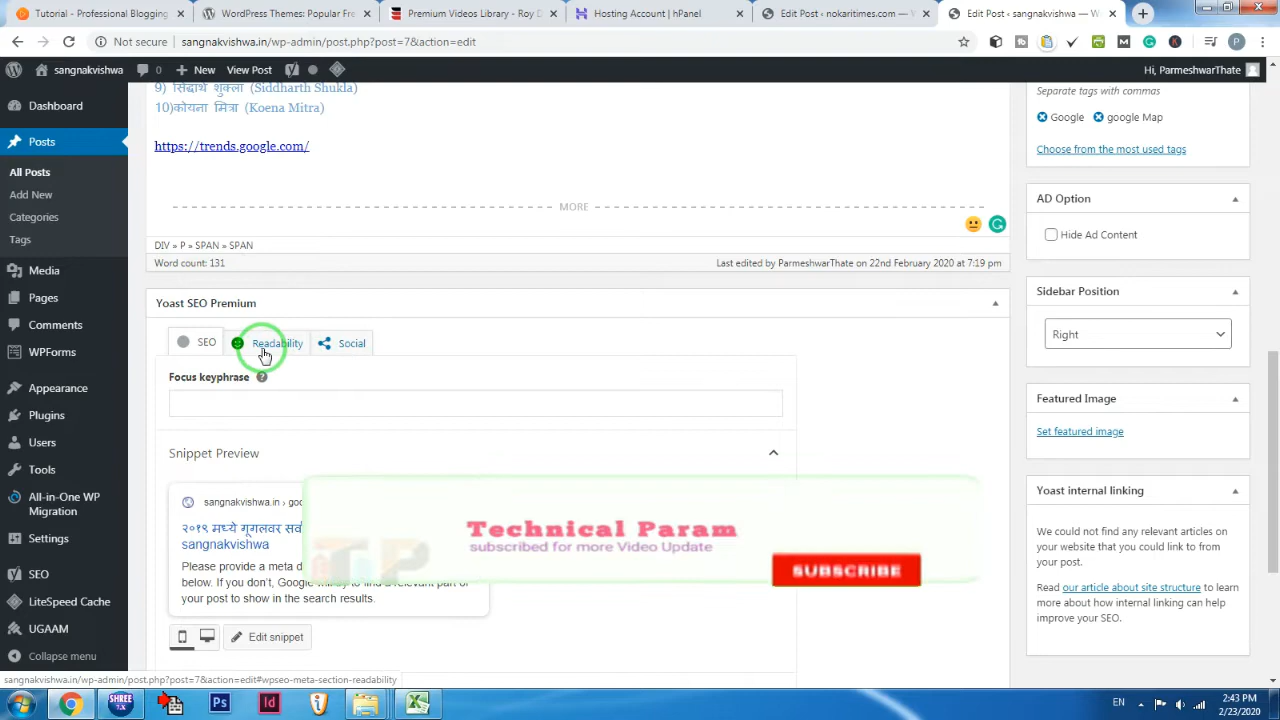 Tutorial - Professional Blogging
WordPress Themes: Popular Fre
Premium Videos Library - Roy D
Hosting Account | hPanel
Edit Post ‹ nokaritimes.com — V
Edit Post ‹ sangnakvishwa — W
Not secure | sangnakvishwa.in/wp-admin/post.php?post=7&action=edit
sangnakvishwa 0 New View Post Hi, ParmeshwarThate
Dashboard
Posts
All Posts
Add New
Categories
Tags
Media
Pages
Comments
WPForms
Appearance
Plugins
Users
Tools
All-in-One WP
Migration
Settings
SEO
LiteSpeed Cache
UGAAM
Collapse menu
9) सिद्धार्थ शुक्ला (Siddharth Shukla)
10)कोयना मित्रा (Koena Mitra)
https://trends.google.com/
MORE
DIV » P » SPAN » SPAN
Word count: 131 Last edited by ParmeshwarThate on 22nd February 2020 at 7:19 pm
Yoast SEO Premium
SEO Readability Social
Focus keyphrase ?
Snippet Preview
sangnakvishwa.in › goo
२०१९ मध्ये गूगलवर सर्व
sangnakvishwa
Please provide a meta d
below. If you don't, Google will try to find a relevant part of
your post to show in the search results.
Edit snippet
Technical Param
subscribed for more Video Update
SUBSCRIBE
Separate tags with commas
Google google Map
Choose from the most used tags
AD Option
Hide Ad Content
Sidebar Position
Right
Featured Image
Set featured image
Yoast internal linking
We could not find any relevant articles on
your website that you could link to from
your post.
Read our article about site structure to learn
more about how internal linking can help
improve your SEO.
sangnakvishwa.in/wp-admin/post.php?post=7&action=edit#wpseo-meta-section-readability
SHREE
Ps
Id
EN
2:43 PM
2/23/2020